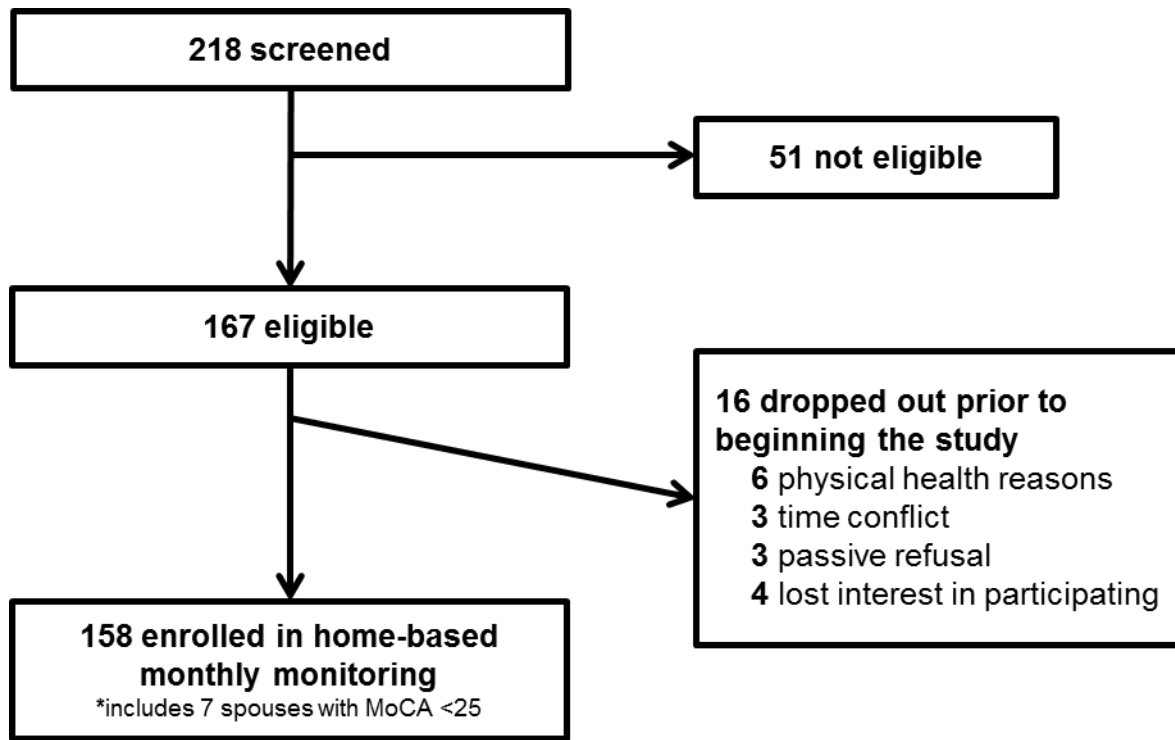 218 screened
51 not eligible
167 eligible
16 dropped out prior to
beginning the study
6 physical health reasons
3 time conflict
3 passive refusal
4 lost interest in participating
158 enrolled in home-based
monthly monitoring
*includes 7 spouses with MoCA <25